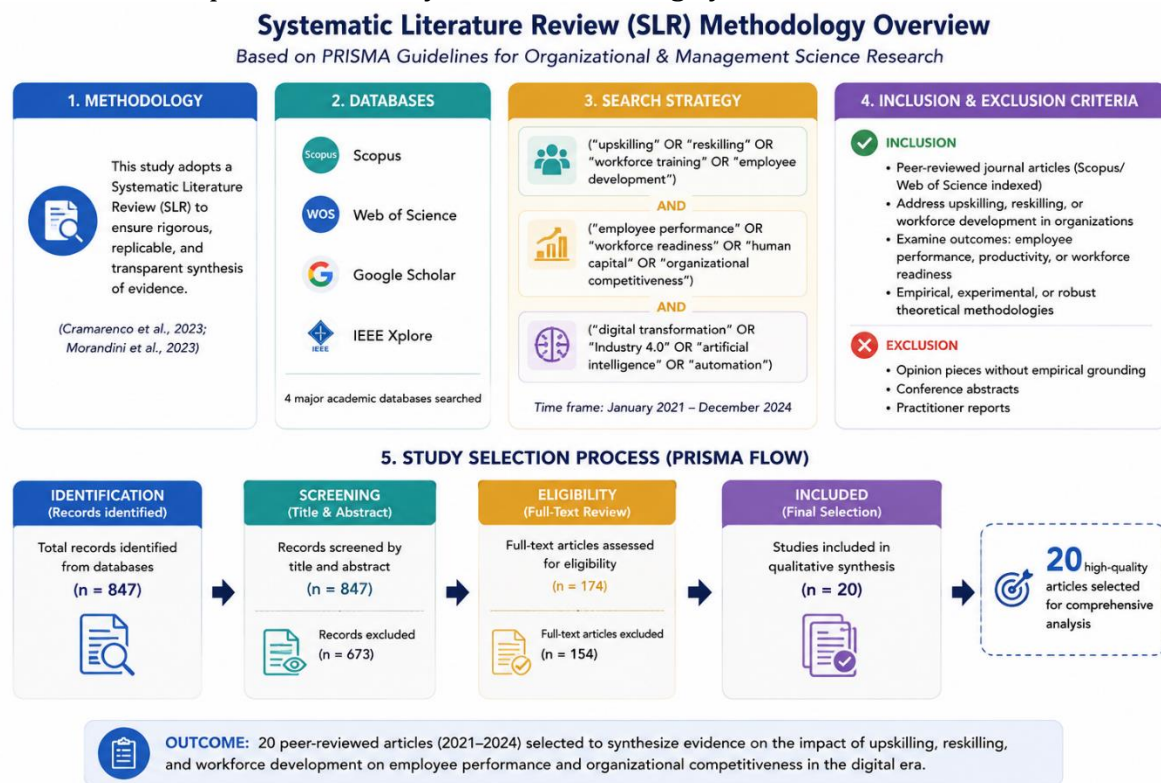 Systematic Literature Review (SLR) Methodology Overview
Based on PRISMA Guidelines for Organizational & Management Science Research
1. METHODOLOGY
This study adopts a
Systematic Literature
Review (SLR) to
ensure rigorous,
replicable, and
transparent synthesis
of evidence.
(Cramarenco et al., 2023;
Morandini et al., 2023)
2. DATABASES
Scopus
Scopus
WOS
Web of Science
Google Scholar
IEEE
IEEE Xplore
4 major academic databases searched
3. SEARCH STRATEGY
("upskilling" OR "reskilling" OR
"workforce training" OR "employee
development")
AND
("employee performance" OR
"workforce readiness" OR "human
capital" OR "organizational
competitiveness")
AND
("digital transformation" OR
"Industry 4.0" OR "artificial
intelligence" OR "automation")
Time frame: January 2021 – December 2024
4. INCLUSION & EXCLUSION CRITERIA
INCLUSION
• Peer-reviewed journal articles (Scopus/
Web of Science indexed)
• Address upskilling, reskilling, or
workforce development in organizations
• Examine outcomes: employee
performance, productivity, or workforce
readiness
• Empirical, experimental, or robust
theoretical methodologies
EXCLUSION
• Opinion pieces without empirical grounding
• Conference abstracts
• Practitioner reports
5. STUDY SELECTION PROCESS (PRISMA FLOW)
IDENTIFICATION
(Records identified)
Total records identified
from databases
(n = 847)
SCREENING
(Title & Abstract)
Records screened by
title and abstract
(n = 847)
Records excluded
(n = 673)
ELIGIBILITY
(Full-Text Review)
Full-text articles assessed
for eligibility
(n = 174)
Full-text articles excluded
(n = 154)
INCLUDED
(Final Selection)
Studies included in
qualitative synthesis
(n = 20)
20 high-quality
articles selected
for comprehensive
analysis
OUTCOME: 20 peer-reviewed articles (2021–2024) selected to synthesize evidence on the impact of upskilling, reskilling,
and workforce development on employee performance and organizational competitiveness in the digital era.